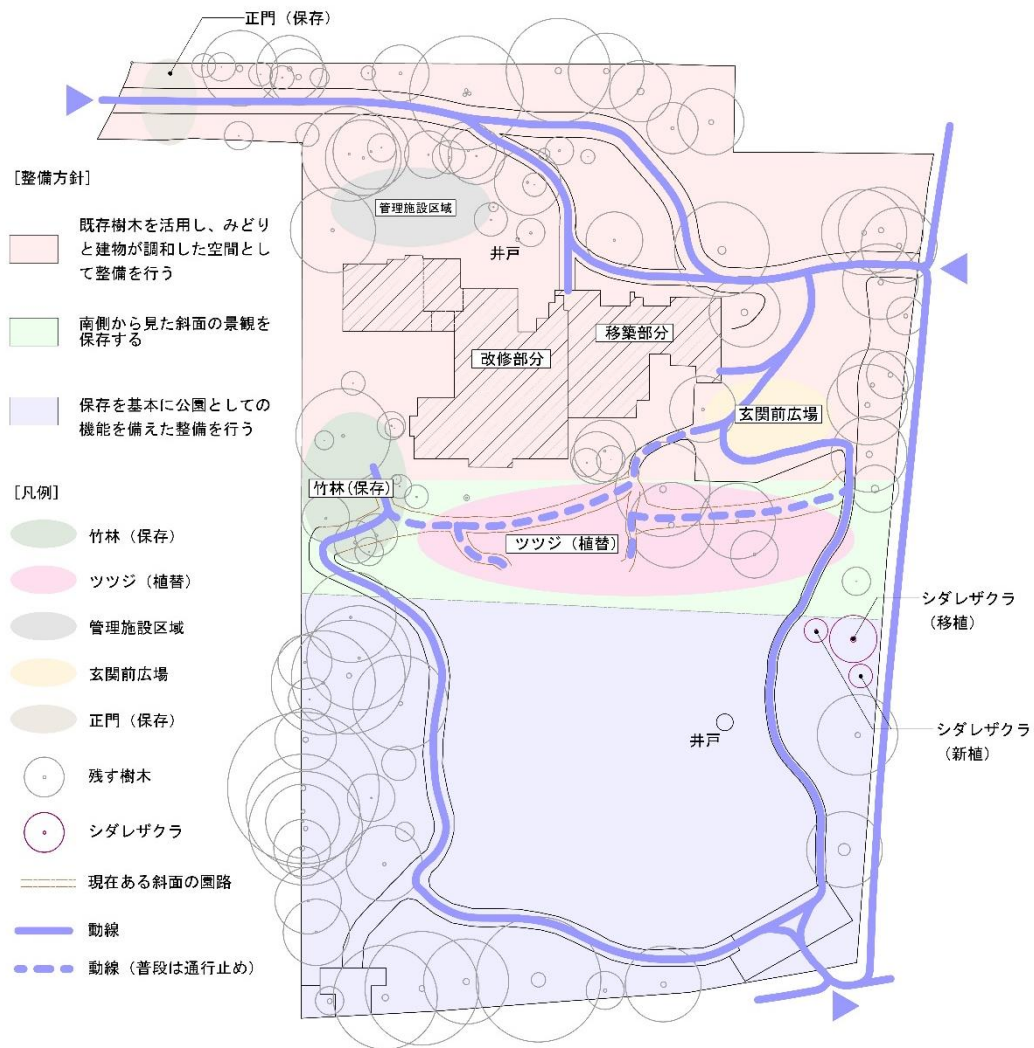 正門（保存）
[整備方針]
既存樹木を活用し、みどり
と建物が調和した空間とし
て整備を行う
南側から見た斜面の景観を
保存する
保存を基本に公園としての
機能を備えた整備を行う
[凡例]
竹林（保存）
ツツジ（植替）
管理施設区域
玄関前広場
正門（保存）
残す樹木
シダレザクラ
現在ある斜面の園路
動線
動線（普段は通行止め）
管理施設区域
井戸
移築部分
改修部分
玄関前広場
竹林(保存)
ツツジ（植替）
シダレザクラ
（移植）
井戸
シダレザクラ
（新植）